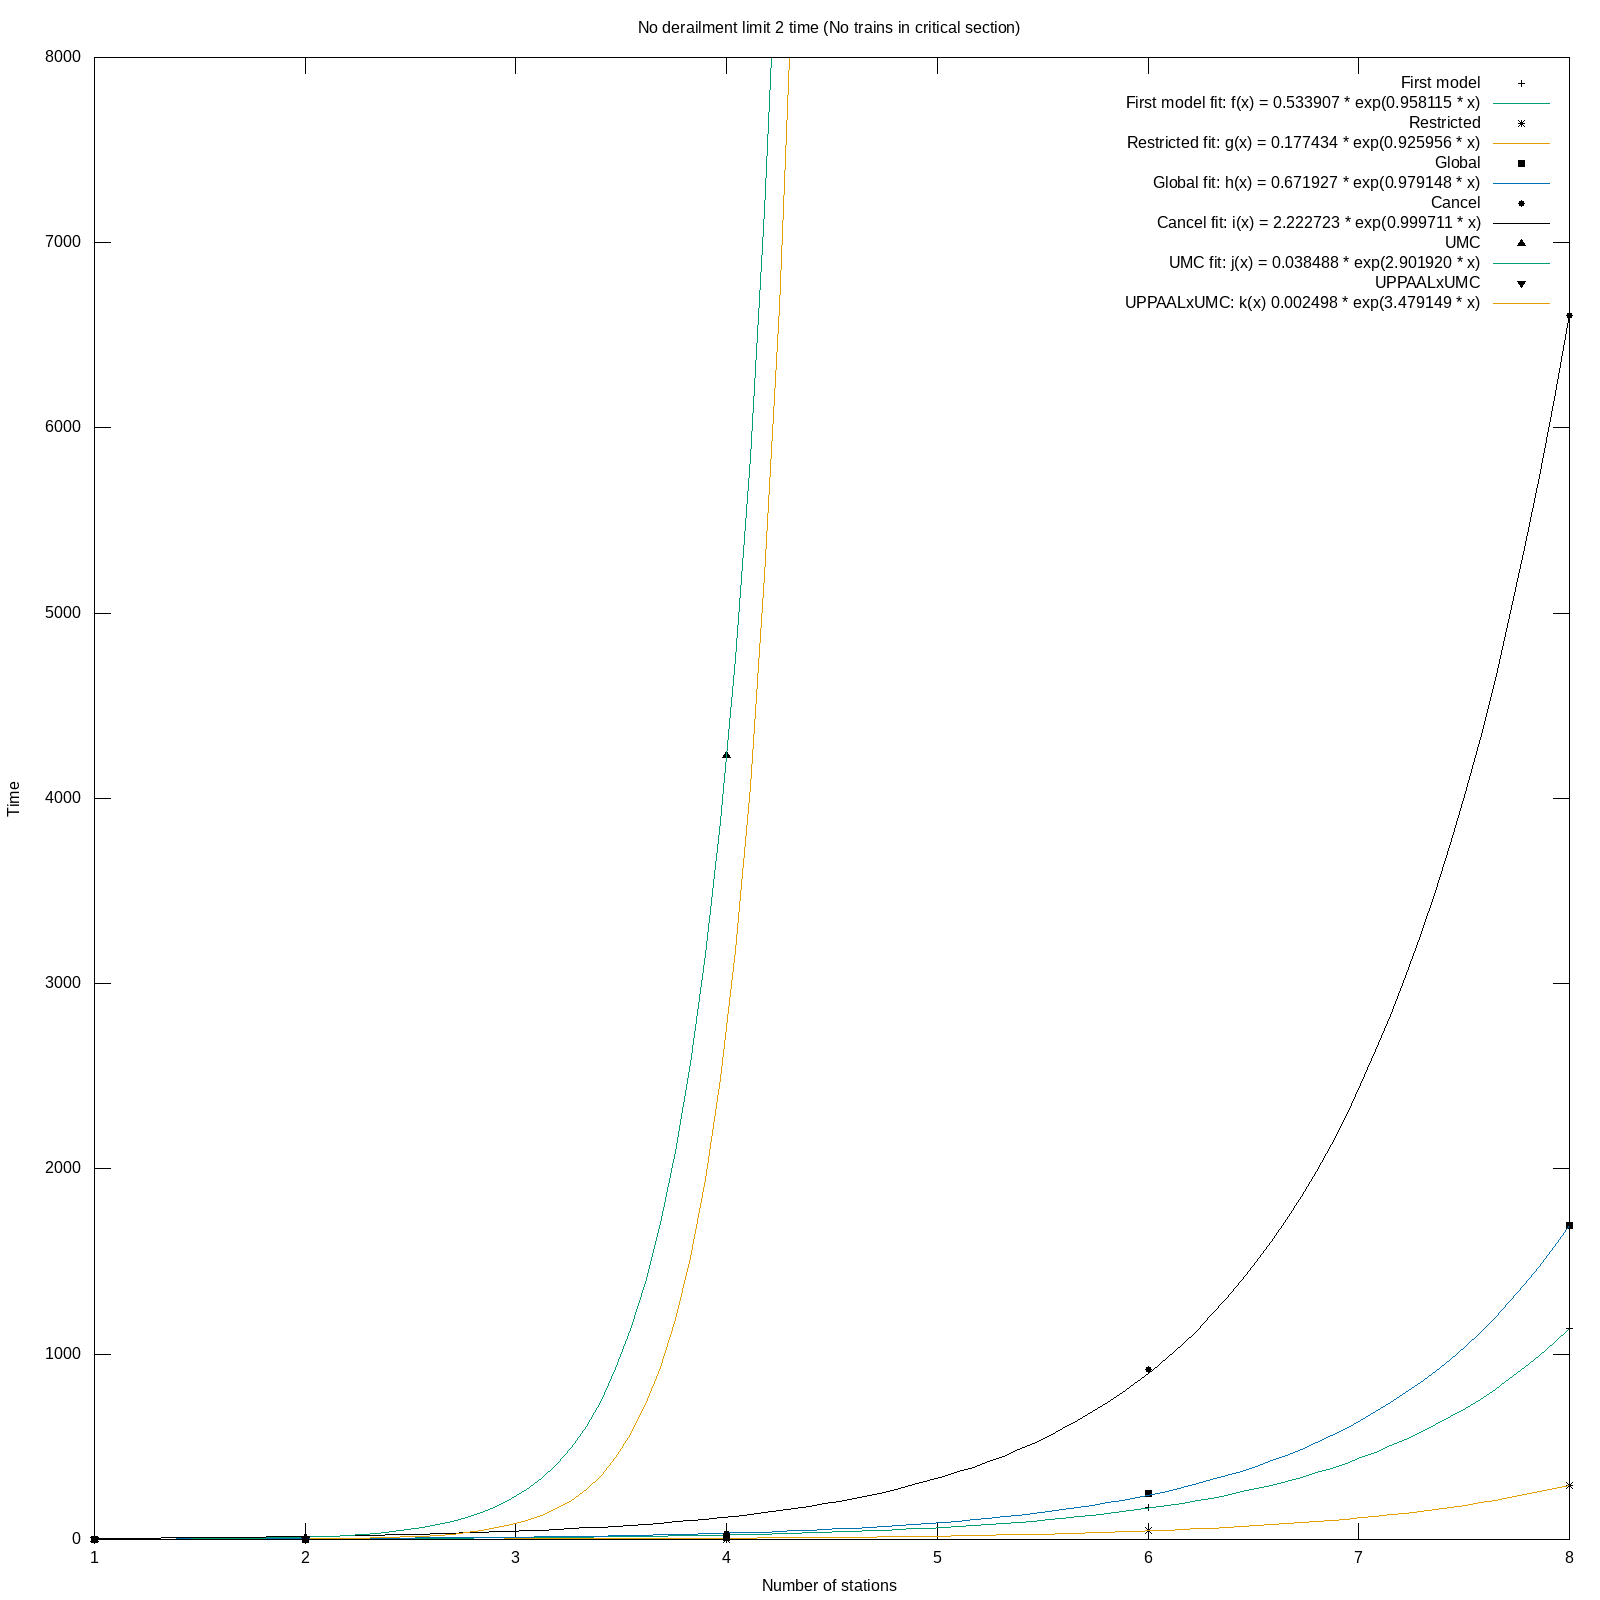 No derailment limit 2 time (No trains in critical section)
8000
7000
6000
5000
4000
3000
2000
1000
0
Time
First model
First model fit: f(x) = 0.533907 * exp(0.958115 * x)
Restricted
Restricted fit: g(x) = 0.177434 * exp(0.925956 * x)
Global
Global fit: h(x) = 0.671927 * exp(0.979148 * x)
Cancel
Cancel fit: i(x) = 2.222723 * exp(0.999711 * x)
UMC
UMC fit: j(x) = 0.038488 * exp(2.901920 * x)
UPPAALxUMC
UPPAALxUMC: k(x) 0.002498 * exp(3.479149 * x)
1 2 3 4 5 6 7 8
Number of stations